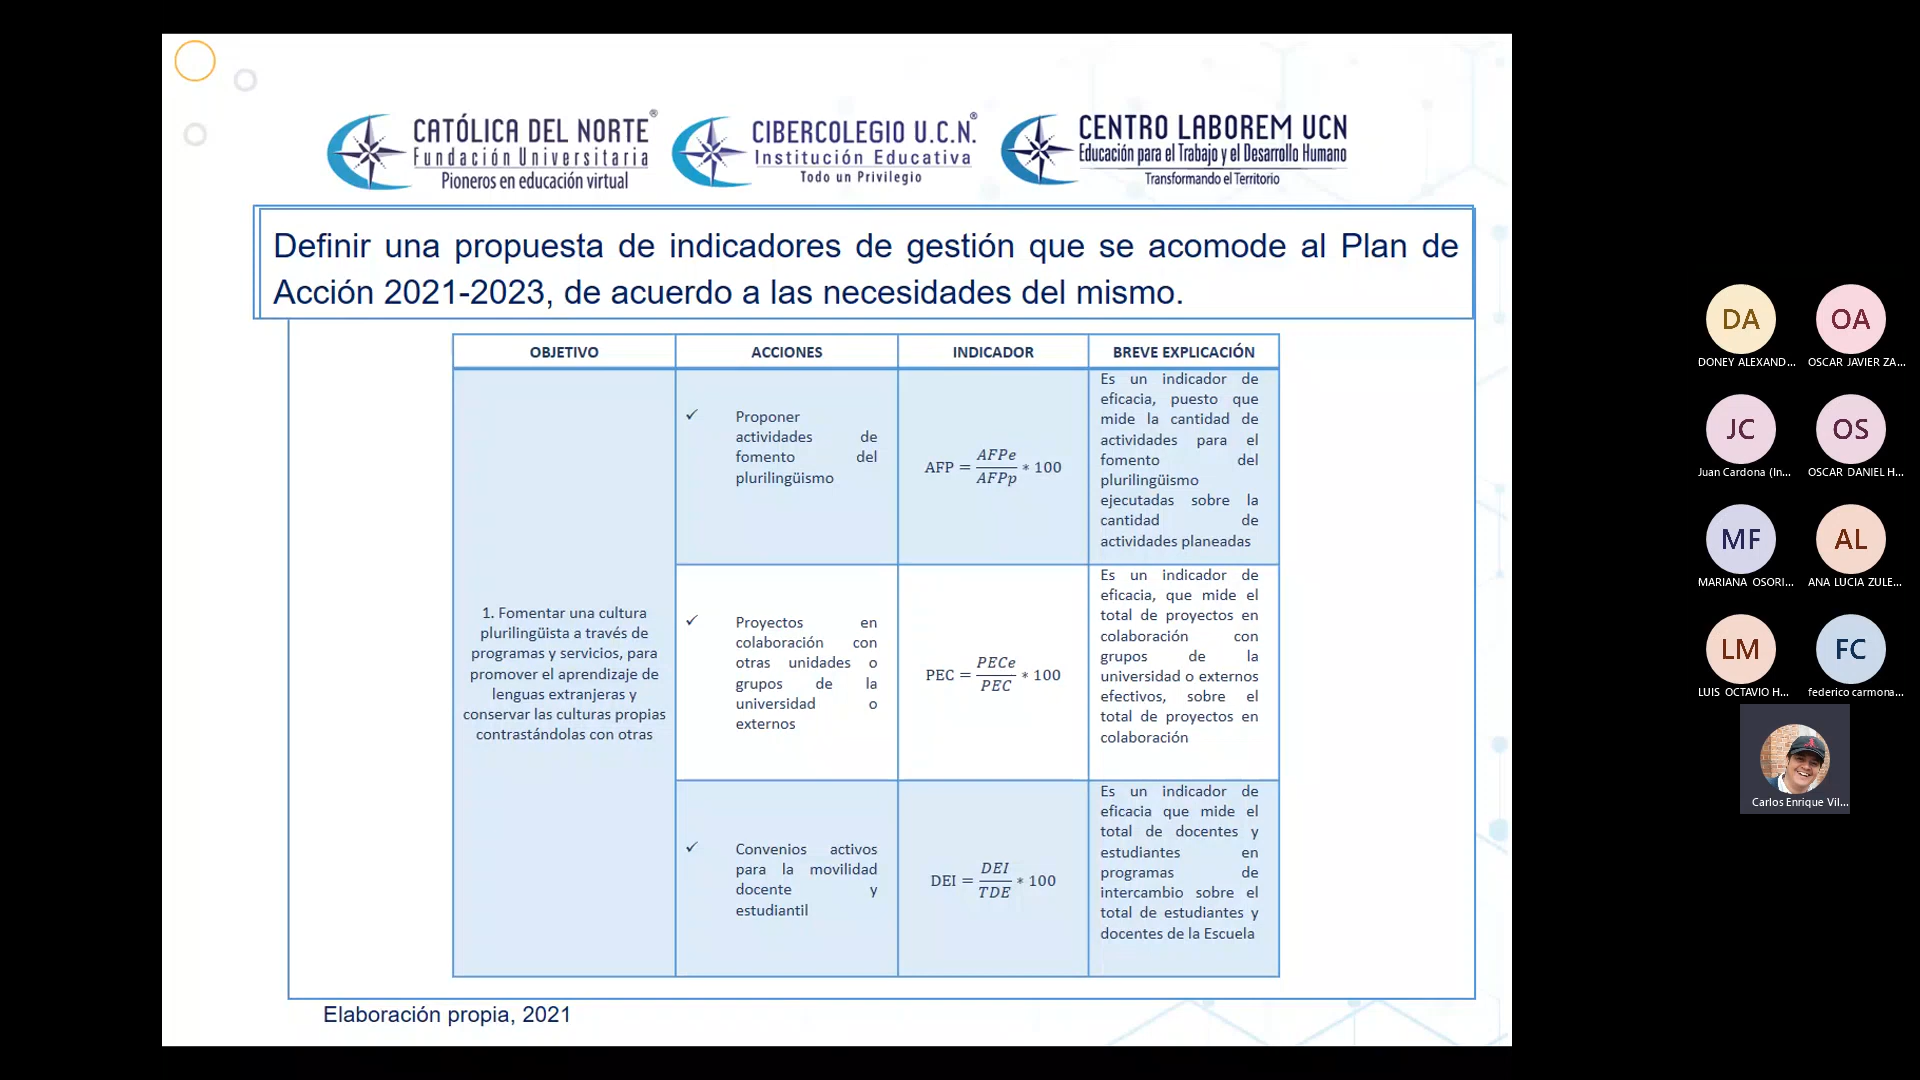 CATÓLICA DEL NORTE®
Fundación Universitaria
Pioneros en educación virtual
CIBERCOLEGIO U.C.N.®
Institución Educativa
Todo un Privilegio
CENTRO LABOREM UCN
Educación para el Trabajo y el Desarrollo Humano
Transformando el Territorio
Definir una propuesta de indicadores de gestión que se acomode al Plan de
Acción 2021-2023, de acuerdo a las necesidades del mismo.
OBJETIVO
ACCIONES
INDICADOR
BREVE EXPLICACIÓN
1. Fomentar una cultura
plurilingüista a través de
programas y servicios, para
promover el aprendizaje de
lenguas extranjeras y
conservar las culturas propias
contrastándolas con otras
✓ Proponer
actividades de
fomento del
plurilingüismo
AFP = AFPe/AFPp * 100
Es un indicador de
eficacia, puesto que
mide la cantidad de
actividades para el
fomento del
plurilingüismo
ejecutadas sobre la
cantidad de
actividades planeadas
✓ Proyectos en
colaboración con
otras unidades o
grupos de la
universidad o
externos
PEC = PECe/PEC * 100
Es un indicador de
eficacia, que mide el
total de proyectos en
colaboración con
grupos de la
universidad o externos
efectivos, sobre el
total de proyectos en
colaboración
✓ Convenios activos
para la movilidad
docente y
estudiantil
DEI = DEI/TDE * 100
Es un indicador de
eficacia que mide el
total de docentes y
estudiantes en
programas de
intercambio sobre el
total de estudiantes y
docentes de la Escuela
Elaboración propia, 2021
DA
DONEY ALEXAND...
OA
OSCAR JAVIER ZA...
JC
Juan Cardona (In...
OS
OSCAR DANIEL H...
MF
MARIANA OSORI...
AL
ANA LUCIA ZULE...
LM
LUIS OCTAVIO H...
FC
federico carmona...
Carlos Enrique Vil...